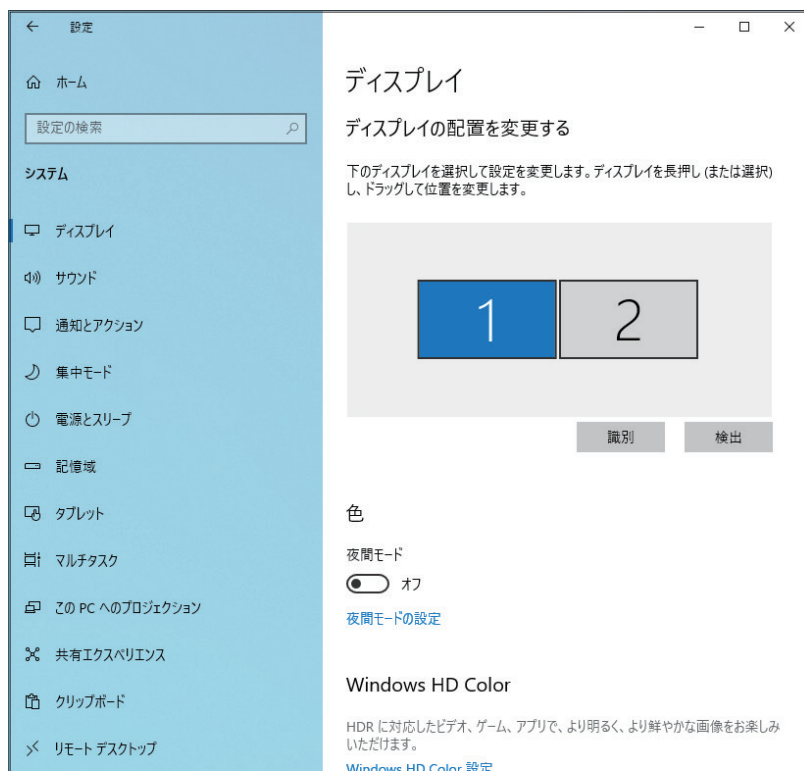 設定
ホーム
設定の検索
システム
ディスプレイ
サウンド
通知とアクション
集中モード
電源とスリープ
記憶域
タブレット
マルチタスク
この PC へのプロジェクション
共有エクスペリエンス
クリップボード
リモート デスクトップ
ディスプレイ
ディスプレイの配置を変更する
下のディスプレイを選択して設定を変更します。ディスプレイを長押し (または選択)
し、ドラッグして位置を変更します。
1
2
識別
検出
色
夜間モード
オフ
夜間モードの設定
Windows HD Color
HDR に対応したビデオ、ゲーム、アプリで、より明るく、より鮮やかな画像をお楽しみ
いただけます。
Windows HD Color 設定